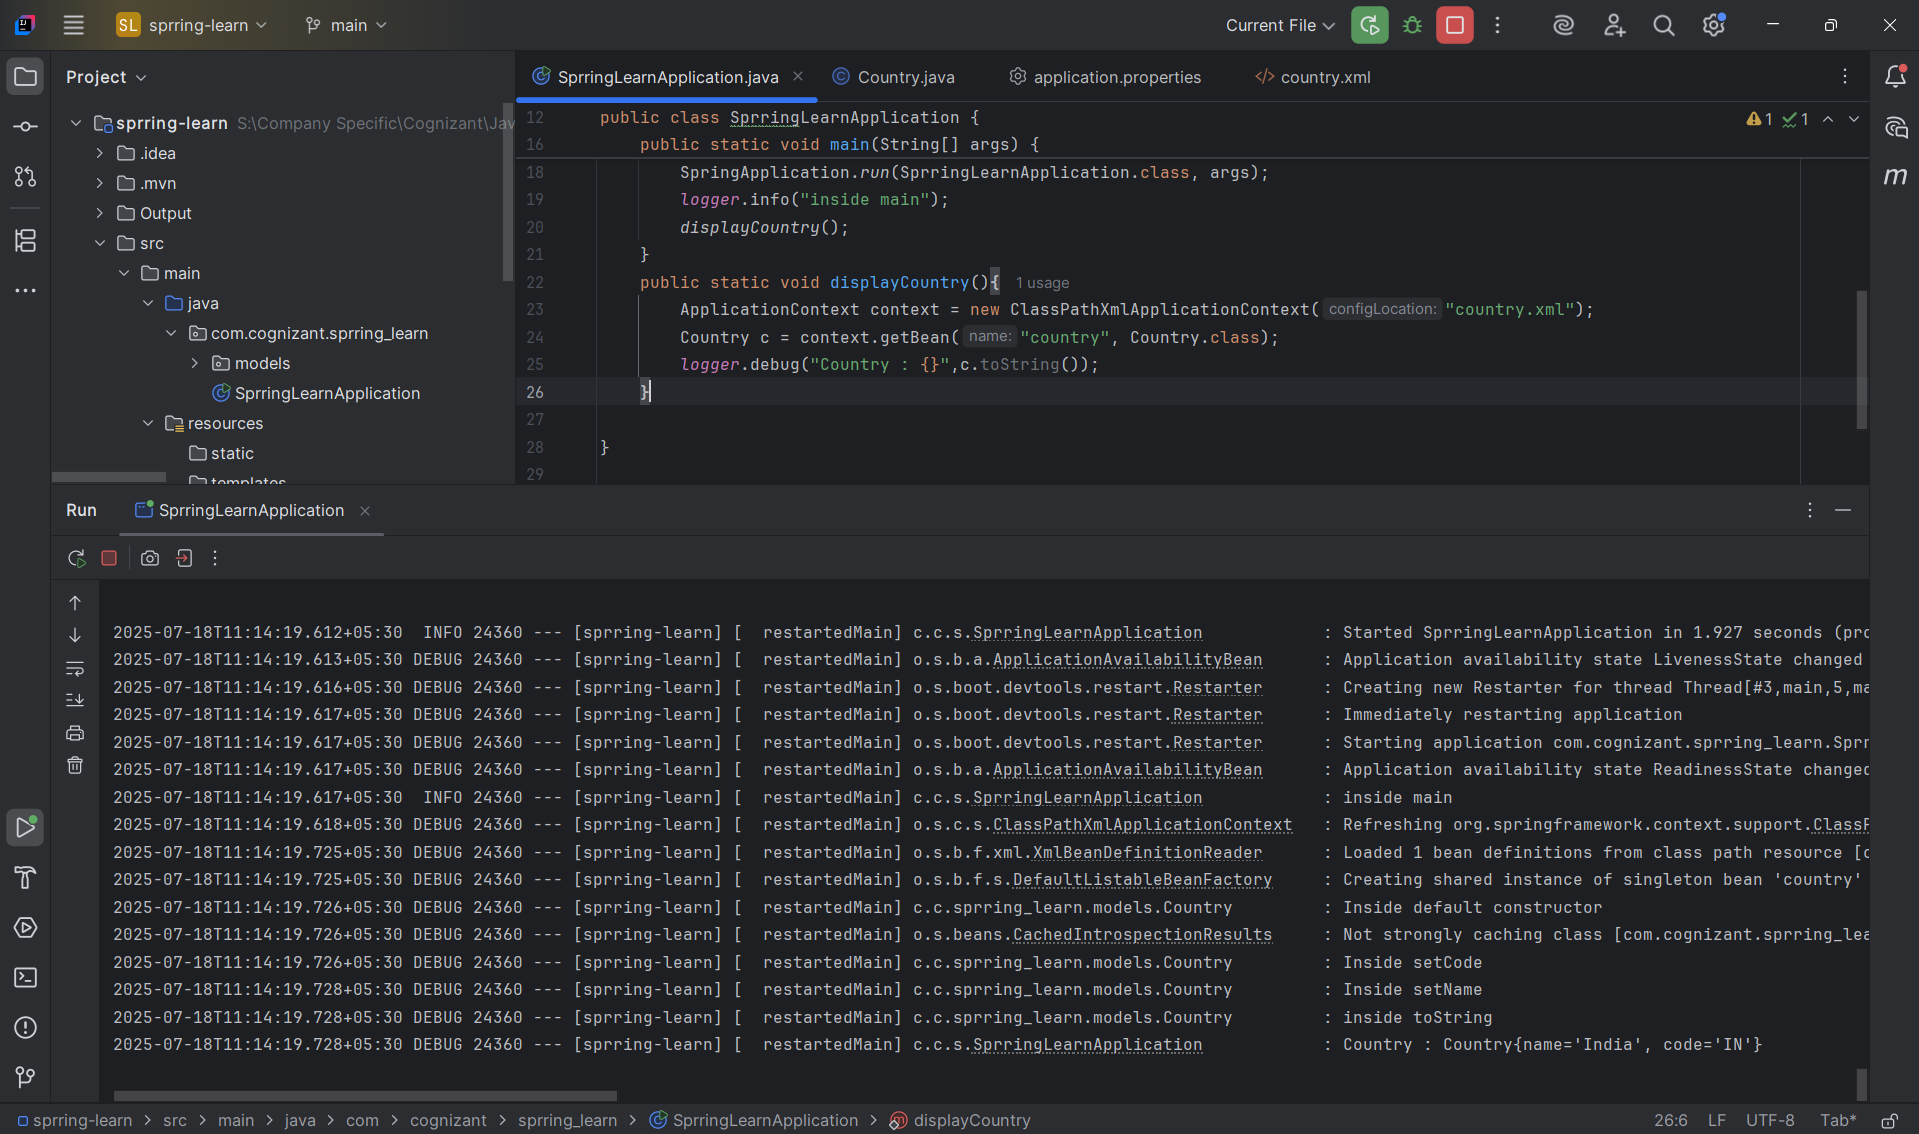 SL sprring-learn main Current File
Project
sprring-learn S:\Company Specific\Cognizant\Jav
.idea
.mvn
Output
src
main
java
com.cognizant.sprring_learn
models
SprringLearnApplication
resources
static
templates
SprringLearnApplication.java Country.java application.properties country.xml
1 1
12 public class SprringLearnApplication {
16 public static void main(String[] args) {
18 SpringApplication.run(SprringLearnApplication.class, args);
19 logger.info("inside main");
20 displayCountry();
21 }
22 public static void displayCountry(){ 1 usage
23 ApplicationContext context = new ClassPathXmlApplicationContext( configLocation: "country.xml");
24 Country c = context.getBean( name: "country", Country.class);
25 logger.debug("Country : {}",c.toString());
26 }
27
28 }
29
Run SprringLearnApplication
2025-07-18T11:14:19.612+05:30  INFO 24360 --- [sprring-learn] [  restartedMain] c.c.s.SprringLearnApplication : Started SprringLearnApplication in 1.927 seconds (pro
2025-07-18T11:14:19.613+05:30 DEBUG 24360 --- [sprring-learn] [  restartedMain] o.s.b.a.ApplicationAvailabilityBean : Application availability state LivenessState changed
2025-07-18T11:14:19.616+05:30 DEBUG 24360 --- [sprring-learn] [  restartedMain] o.s.boot.devtools.restart.Restarter : Creating new Restarter for thread Thread[#3,main,5,ma
2025-07-18T11:14:19.617+05:30 DEBUG 24360 --- [sprring-learn] [  restartedMain] o.s.boot.devtools.restart.Restarter : Immediately restarting application
2025-07-18T11:14:19.617+05:30 DEBUG 24360 --- [sprring-learn] [  restartedMain] o.s.boot.devtools.restart.Restarter : Starting application com.cognizant.sprring_learn.Sprr
2025-07-18T11:14:19.617+05:30 DEBUG 24360 --- [sprring-learn] [  restartedMain] o.s.b.a.ApplicationAvailabilityBean : Application availability state ReadinessState changed
2025-07-18T11:14:19.617+05:30  INFO 24360 --- [sprring-learn] [  restartedMain] c.c.s.SprringLearnApplication : inside main
2025-07-18T11:14:19.618+05:30 DEBUG 24360 --- [sprring-learn] [  restartedMain] o.s.c.s.ClassPathXmlApplicationContext : Refreshing org.springframework.context.support.ClassP
2025-07-18T11:14:19.725+05:30 DEBUG 24360 --- [sprring-learn] [  restartedMain] o.s.b.f.xml.XmlBeanDefinitionReader : Loaded 1 bean definitions from class path resource [c
2025-07-18T11:14:19.725+05:30 DEBUG 24360 --- [sprring-learn] [  restartedMain] o.s.b.f.s.DefaultListableBeanFactory : Creating shared instance of singleton bean 'country'
2025-07-18T11:14:19.726+05:30 DEBUG 24360 --- [sprring-learn] [  restartedMain] c.c.sprring_learn.models.Country : Inside default constructor
2025-07-18T11:14:19.726+05:30 DEBUG 24360 --- [sprring-learn] [  restartedMain] o.s.beans.CachedIntrospectionResults : Not strongly caching class [com.cognizant.sprring_lea
2025-07-18T11:14:19.726+05:30 DEBUG 24360 --- [sprring-learn] [  restartedMain] c.c.sprring_learn.models.Country : Inside setCode
2025-07-18T11:14:19.728+05:30 DEBUG 24360 --- [sprring-learn] [  restartedMain] c.c.sprring_learn.models.Country : Inside setName
2025-07-18T11:14:19.728+05:30 DEBUG 24360 --- [sprring-learn] [  restartedMain] c.c.sprring_learn.models.Country : inside toString
2025-07-18T11:14:19.728+05:30 DEBUG 24360 --- [sprring-learn] [  restartedMain] c.c.s.SprringLearnApplication : Country : Country{name='India', code='IN'}
sprring-learn > src > main > java > com > cognizant > sprring_learn > SprringLearnApplication > displayCountry 26:6 LF UTF-8 Tab*